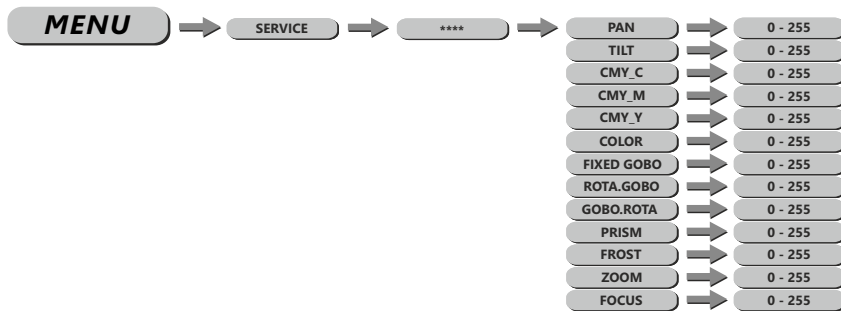 MENU SERVICE **** PAN 0 - 255
TILT 0 - 255
CMY_C 0 - 255
CMY_M 0 - 255
CMY_Y 0 - 255
COLOR 0 - 255
FIXED GOBO 0 - 255
ROTA.GOBO 0 - 255
GOBO.ROTA 0 - 255
PRISM 0 - 255
FROST 0 - 255
ZOOM 0 - 255
FOCUS 0 - 255